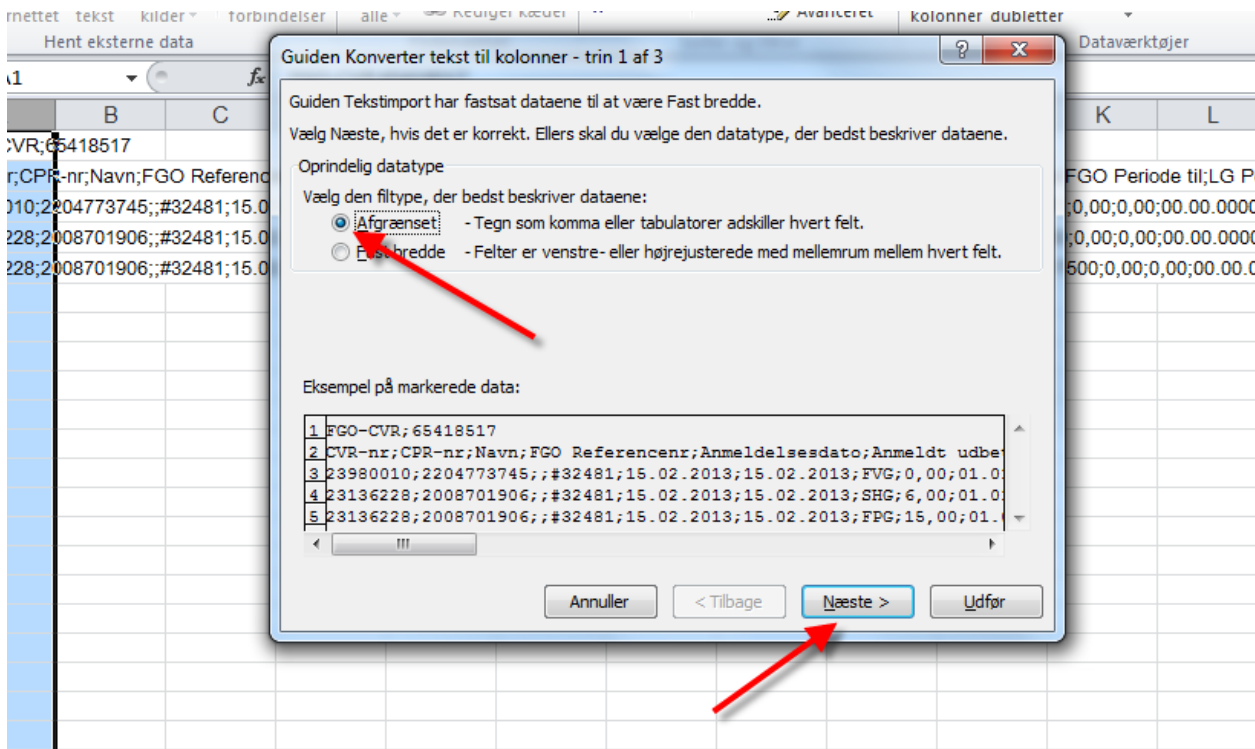 tekst kilder forbindelser alle Rediger kæder Avanceret kolonner dubletter
Hent eksterne data Dataværktøjer
fx
B C K L
CVR;65418517
r;CPR-nr;Navn;FGO Referenc FGO Periode til;LG P
010;2204773745;;#32481;15.0 ;0,00;0,00;00.00.0000
228;2008701906;;#32481;15.0 ;0,00;0,00;00.00.0000
228;2008701906;;#32481;15.0 500;0,00;0,00;00.00.0
Guiden Konverter tekst til kolonner - trin 1 af 3
Guiden Tekstimport har fastsat dataene til at være Fast bredde.
Vælg Næste, hvis det er korrekt. Ellers skal du vælge den datatype, der bedst beskriver dataene.
Oprindelig datatype
Vælg den filtype, der bedst beskriver dataene:
Afgrænset - Tegn som komma eller tabulatorer adskiller hvert felt.
Fast bredde - Felter er venstre- eller højrejusterede med mellemrum mellem hvert felt.
Eksempel på markerede data:
1 FGO-CVR;65418517
2 CVR-nr;CPR-nr;Navn;FGO Referencenr;Anmeldelsesdato;Anmeldt udbe
3 23980010;2204773745;;#32481;15.02.2013;15.02.2013;FVG;0,00;01.0
4 23136228;2008701906;;#32481;15.02.2013;15.02.2013;SHG;6,00;01.0
5 23136228;2008701906;;#32481;15.02.2013;15.02.2013;FPG;15,00;01.
Annuller < Tilbage Næste > Udfør